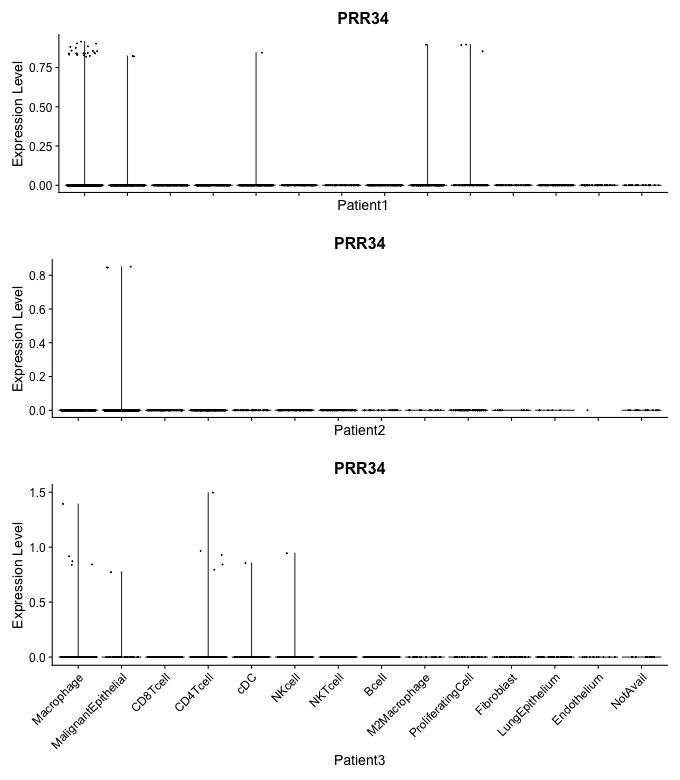 PRR34
Expression Level
0.75
0.50
0.25
0.00
Patient1
PRR34
Expression Level
0.8
0.6
0.4
0.2
0.0
Patient2
PRR34
Expression Level
1.5
1.0
0.5
0.0
Macrophage
MalignantEpithelial
CD8Tcell
CD4Tcell
cDC
NKcell
NKTcell
Bcell
M2Macrophage
ProliferatingCell
Fibroblast
LungEpithelium
Endothelium
NotAvail
Patient3